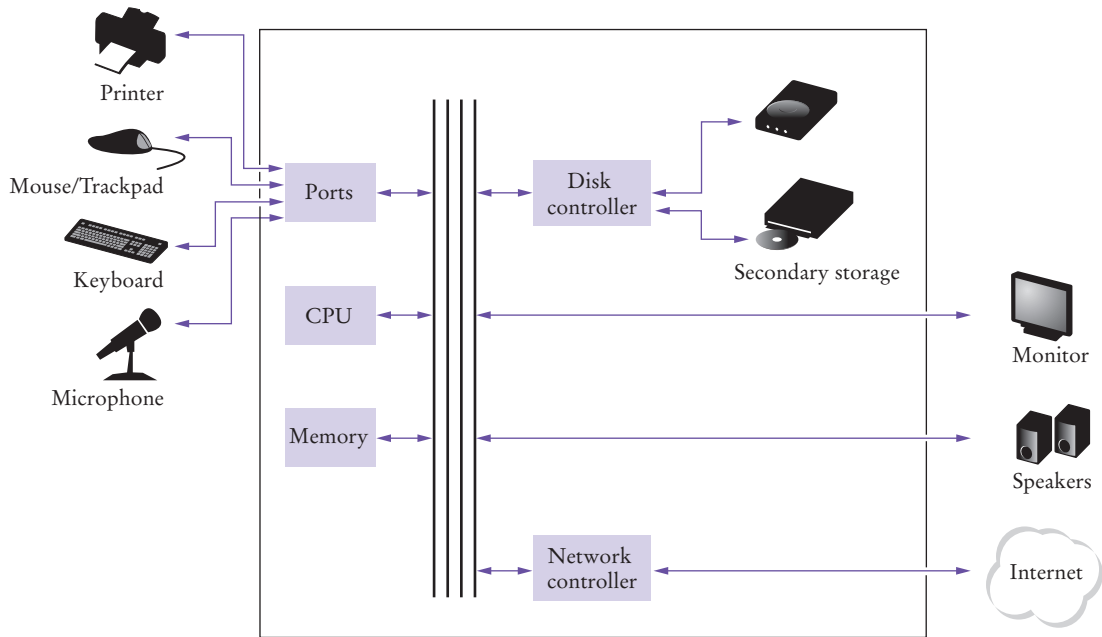 Printer
Mouse/Trackpad
Keyboard
Microphone
Ports
CPU
Memory
Disk
controller
Secondary storage
Network
controller
Monitor
Speakers
Internet